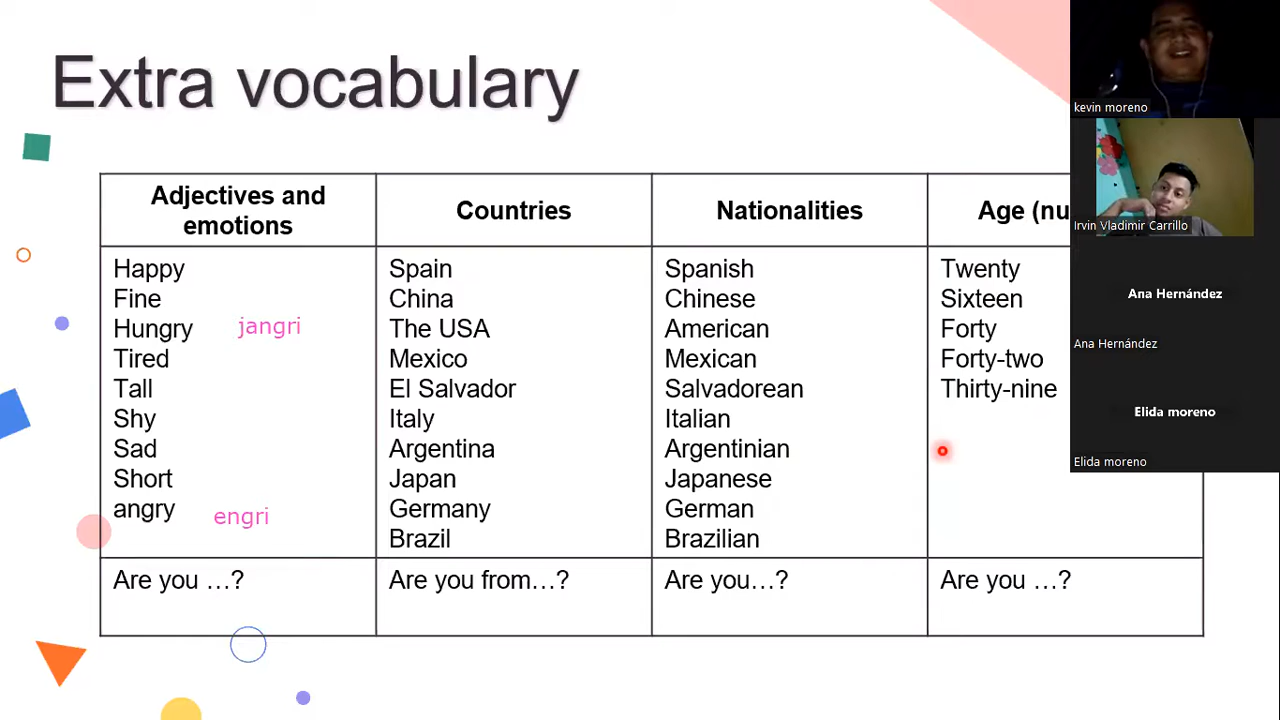 Extra vocabulary
Adjectives and
emotions
Countries
Nationalities
Age (nu
Happy
Fine
Hungry
jangri
Tired
Tall
Shy
Sad
Short
angry
engri
Spain
China
The USA
Mexico
El Salvador
Italy
Argentina
Japan
Germany
Brazil
Spanish
Chinese
American
Mexican
Salvadorean
Italian
Argentinian
Japanese
German
Brazilian
Twenty
Sixteen
Forty
Forty-two
Thirty-nine
Are you …?
Are you from…?
Are you…?
Are you …?
kevin moreno
Irvin Vladimir Carrillo
Ana Hernández
Ana Hernández
Elida moreno
Elida moreno